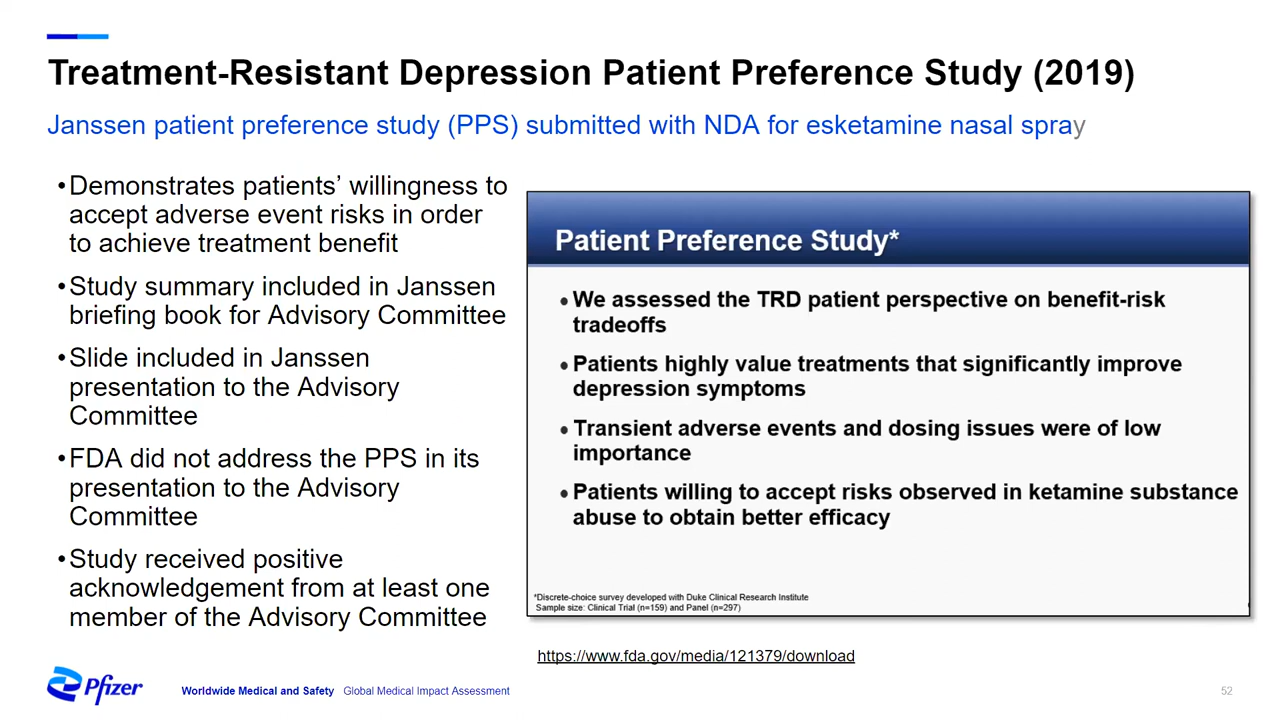 Treatment-Resistant Depression Patient Preference Study (2019)
Janssen patient preference study (PPS) submitted with NDA for esketamine nasal spray
•Demonstrates patients’ willingness to
accept adverse event risks in order
to achieve treatment benefit
•Study summary included in Janssen
briefing book for Advisory Committee
•Slide included in Janssen
presentation to the Advisory
Committee
•FDA did not address the PPS in its
presentation to the Advisory
Committee
•Study received positive
acknowledgement from at least one
member of the Advisory Committee
Patient Preference Study*
•We assessed the TRD patient perspective on benefit-risk
tradeoffs
•Patients highly value treatments that significantly improve
depression symptoms
•Transient adverse events and dosing issues were of low
importance
•Patients willing to accept risks observed in ketamine substance
abuse to obtain better efficacy
*Discrete-choice survey developed with Duke Clinical Research Institute
Sample size: Clinical Trial (n=159) and Panel (n=297)
https://www.fda.gov/media/121379/download
Pfizer
Worldwide Medical and Safety Global Medical Impact Assessment
52